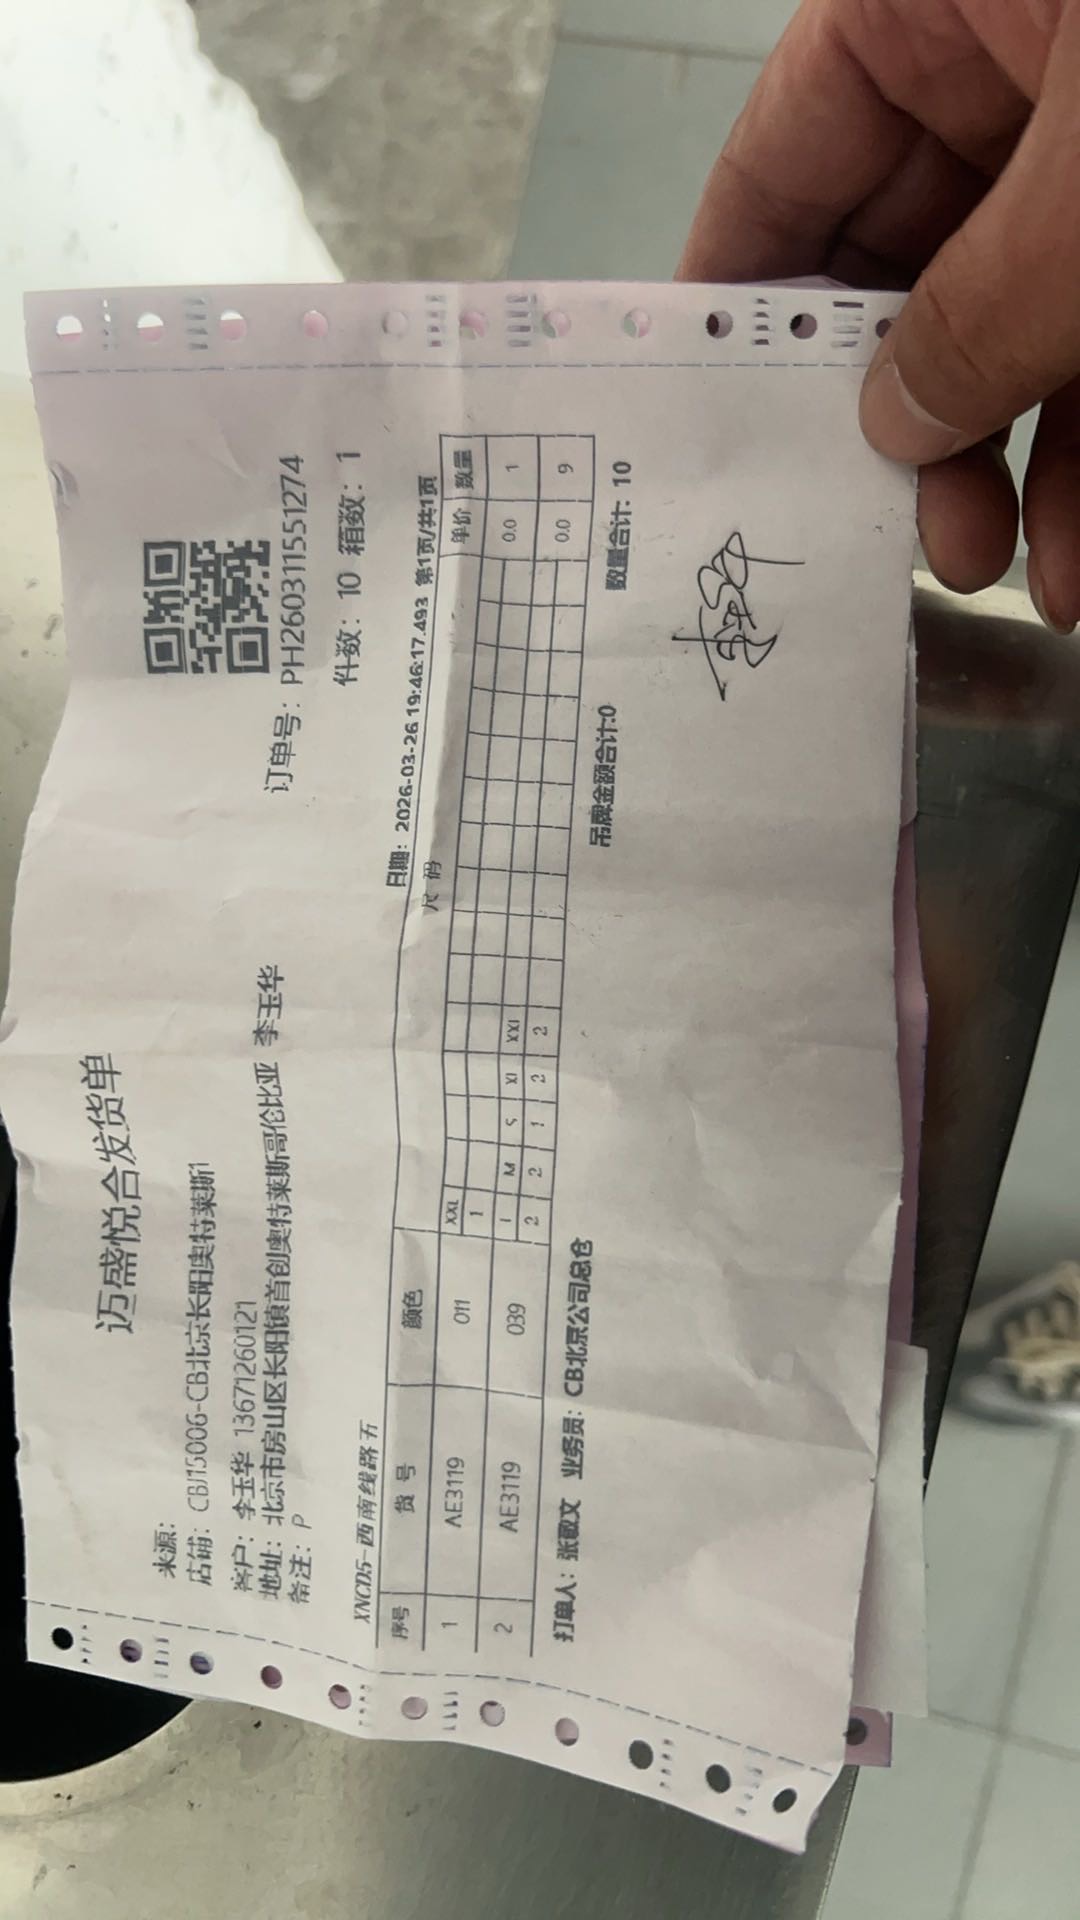 迈盛悦合发货单
来源:
店铺: CBJ15006-CB北京长阳奥特莱斯1
订单号: PH260311551274
客户: 李玉华 13671260121
地址: 北京市房山区长阳镇首创奥特莱斯哥伦比亚 李玉华
备注: P
件数: 10 箱数: 1
XNCD5-西南线路五
日期: 2026-03-26 19:46:17.493 第1页/共1页
序号 货号 颜色 尺码 单价 数量
XXL
1 AE3119 011 1 0.0 1
l M S Xl XXl
2 AE3119 039 2 2 1 2 2 0.0 9
打单人: 张敬文 业务员: CB北京公司总仓 吊牌金额合计:0 数量合计: 10